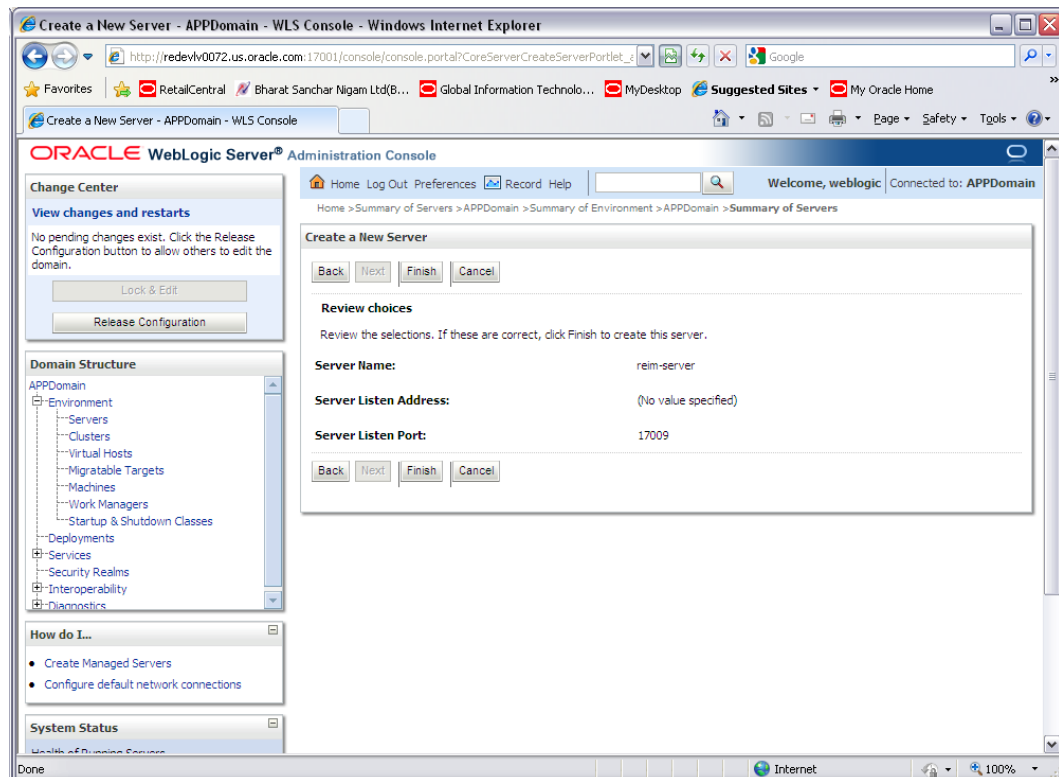 Create a New Server - APPDomain - WLS Console - Windows Internet Explorer
http://redevlv0072.us.oracle.com:17001/console/console.portal?CoreServerCreateServerPortlet_
Google
Favorites RetailCentral Bharat Sanchar Nigam Ltd(B... Global Information Technolo... MyDesktop Suggested Sites My Oracle Home »
Create a New Server - APPDomain - WLS Console
Page Safety Tools
ORACLE WebLogic Server® Administration Console
Change Center
View changes and restarts
No pending changes exist. Click the Release
Configuration button to allow others to edit the
domain.
Lock & Edit
Release Configuration
Domain Structure
APPDomain
Environment
Servers
Clusters
Virtual Hosts
Migratable Targets
Machines
Work Managers
Startup & Shutdown Classes
Deployments
Services
Security Realms
Interoperability
Diagnostics
How do I...
Create Managed Servers
Configure default network connections
System Status
Health of Running Servers
Home Log Out Preferences Record Help
Welcome, weblogic Connected to: APPDomain
Home >Summary of Servers >APPDomain >Summary of Environment >APPDomain >Summary of Servers
Create a New Server
Back Next Finish Cancel
Review choices
Review the selections. If these are correct, click Finish to create this server.
Server Name: reim-server
Server Listen Address: (No value specified)
Server Listen Port: 17009
Back Next Finish Cancel
Done Internet 100%